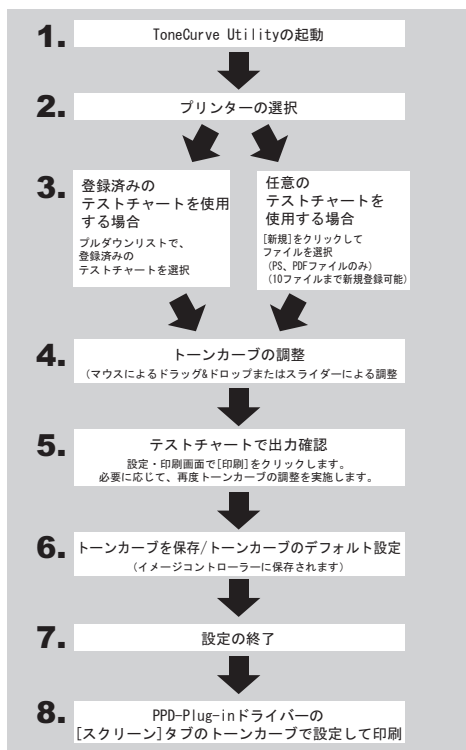 1. ToneCurve Utilityの起動
2. プリンターの選択
3. 登録済みの
テストチャートを使用
する場合
プルダウンリストで、
登録済みの
テストチャートを選択
任意の
テストチャートを
使用する場合
[新規]をクリックして
ファイルを選択
(PS、PDFファイルのみ)
(10ファイルまで新規登録可能)
4. トーンカーブの調整
(マウスによるドラッグ&ドロップまたはスライダーによる調整
5. テストチャートで出力確認
設定・印刷画面で[印刷]をクリックします。
必要に応じて、再度トーンカーブの調整を実施します。
6. トーンカーブを保存/トーンカーブのデフォルト設定
(イメージコントローラーに保存されます)
7. 設定の終了
8. PPD-Plug-inドライバーの
[スクリーン]タブのトーンカーブで設定して印刷